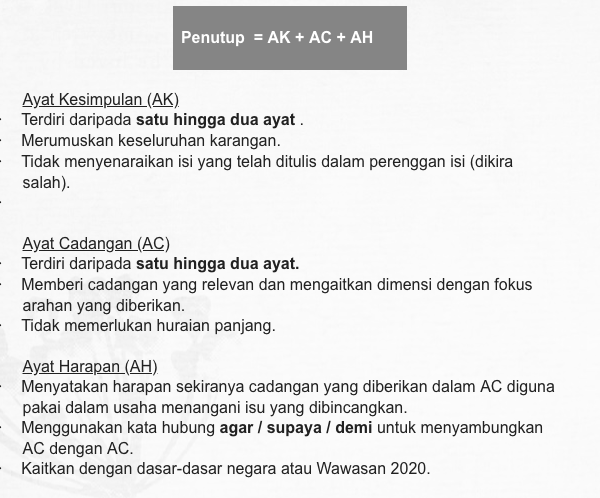 Penutup = AK + AC + AH
Ayat Kesimpulan (AK)
· Terdiri daripada satu hingga dua ayat .
· Merumuskan keseluruhan karangan.
· Tidak menyenaraikan isi yang telah ditulis dalam perenggan isi (dikira
salah).
·
Ayat Cadangan (AC)
· Terdiri daripada satu hingga dua ayat.
· Memberi cadangan yang relevan dan mengaitkan dimensi dengan fokus
arahan yang diberikan.
· Tidak memerlukan huraian panjang.
Ayat Harapan (AH)
· Menyatakan harapan sekiranya cadangan yang diberikan dalam AC diguna
pakai dalam usaha menangani isu yang dibincangkan.
· Menggunakan kata hubung agar / supaya / demi untuk menyambungkan
AC dengan AC.
· Kaitkan dengan dasar-dasar negara atau Wawasan 2020.